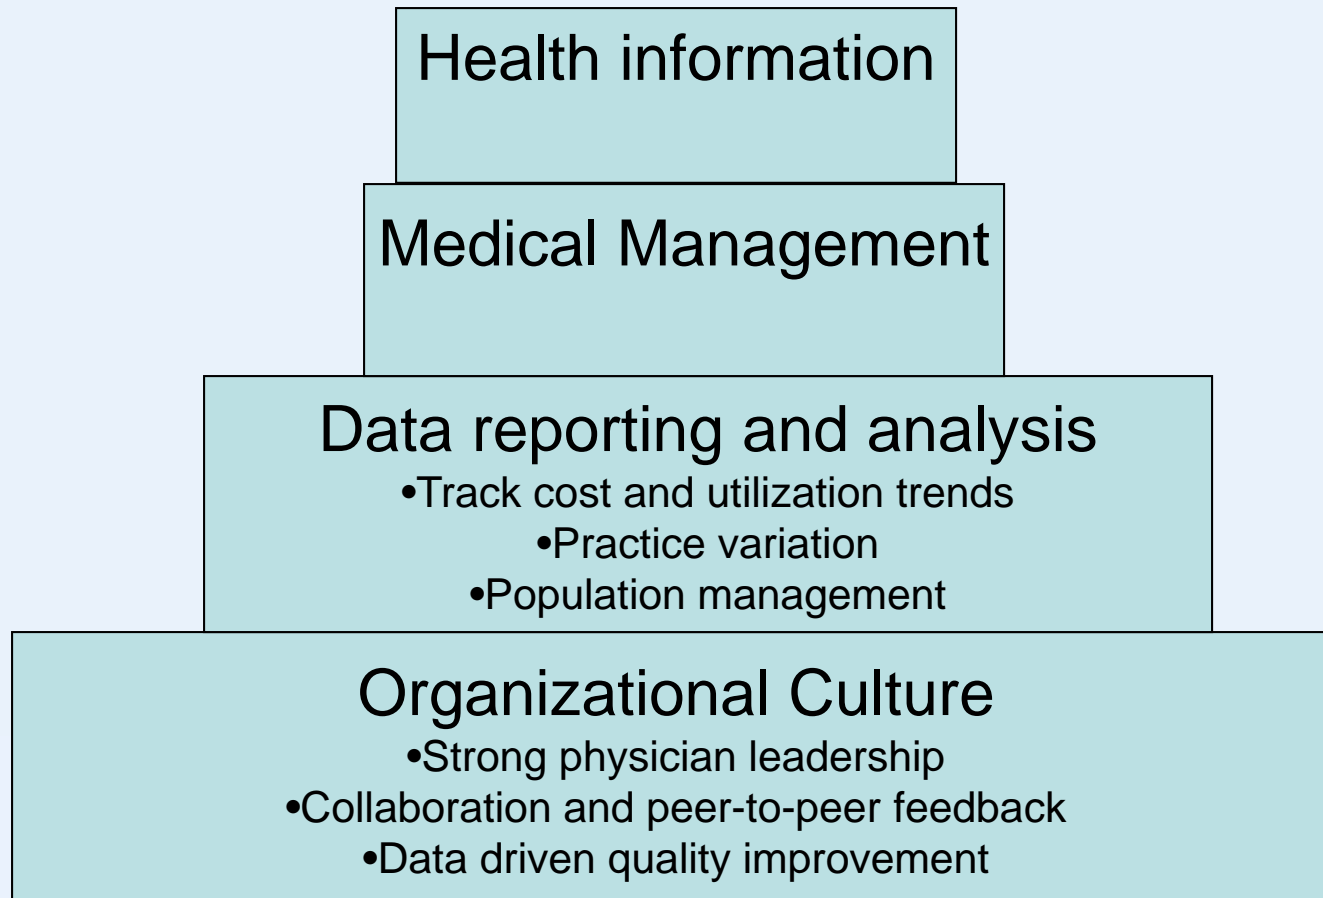 Health information
Medical Management
Data reporting and analysis
•Track cost and utilization trends
•Practice variation
•Population management
Organizational Culture
•Strong physician leadership
•Collaboration and peer-to-peer feedback
•Data driven quality improvement